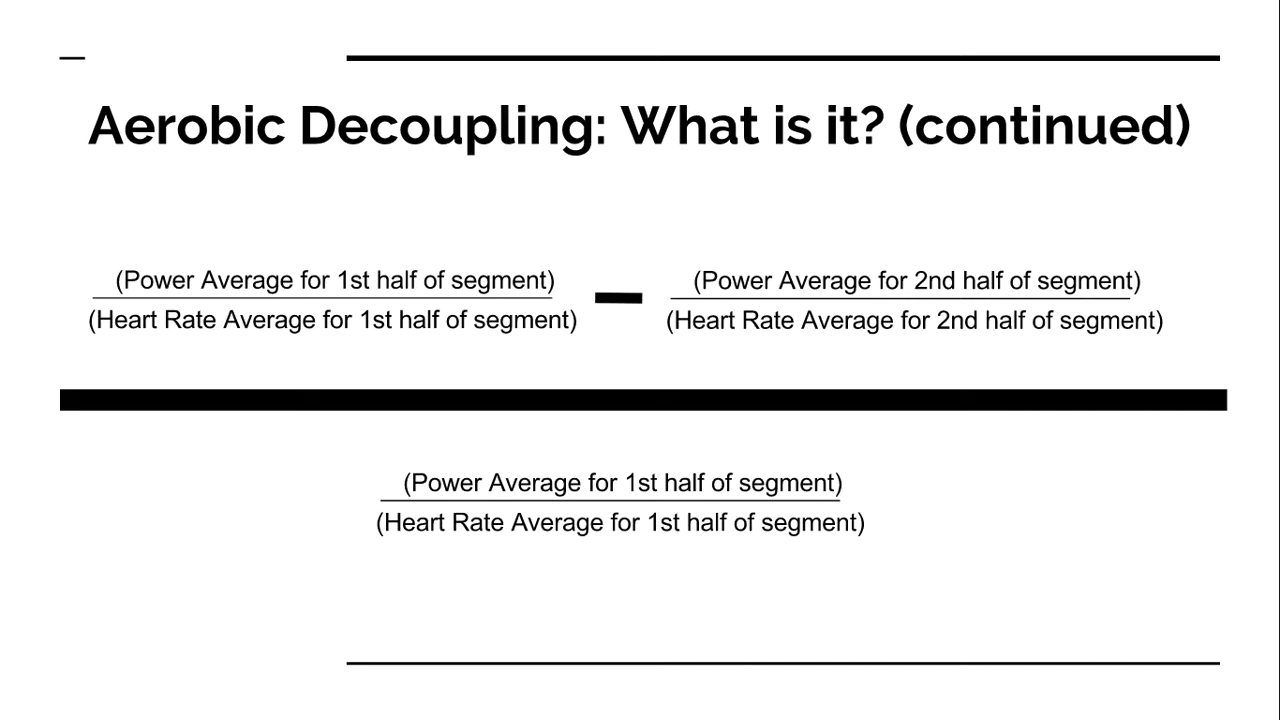 Aerobic Decoupling: What is it? (continued)
(Power Average for 1st half of segment)
(Heart Rate Average for 1st half of segment)
(Power Average for 2nd half of segment)
(Heart Rate Average for 2nd half of segment)
(Power Average for 1st half of segment)
(Heart Rate Average for 1st half of segment)